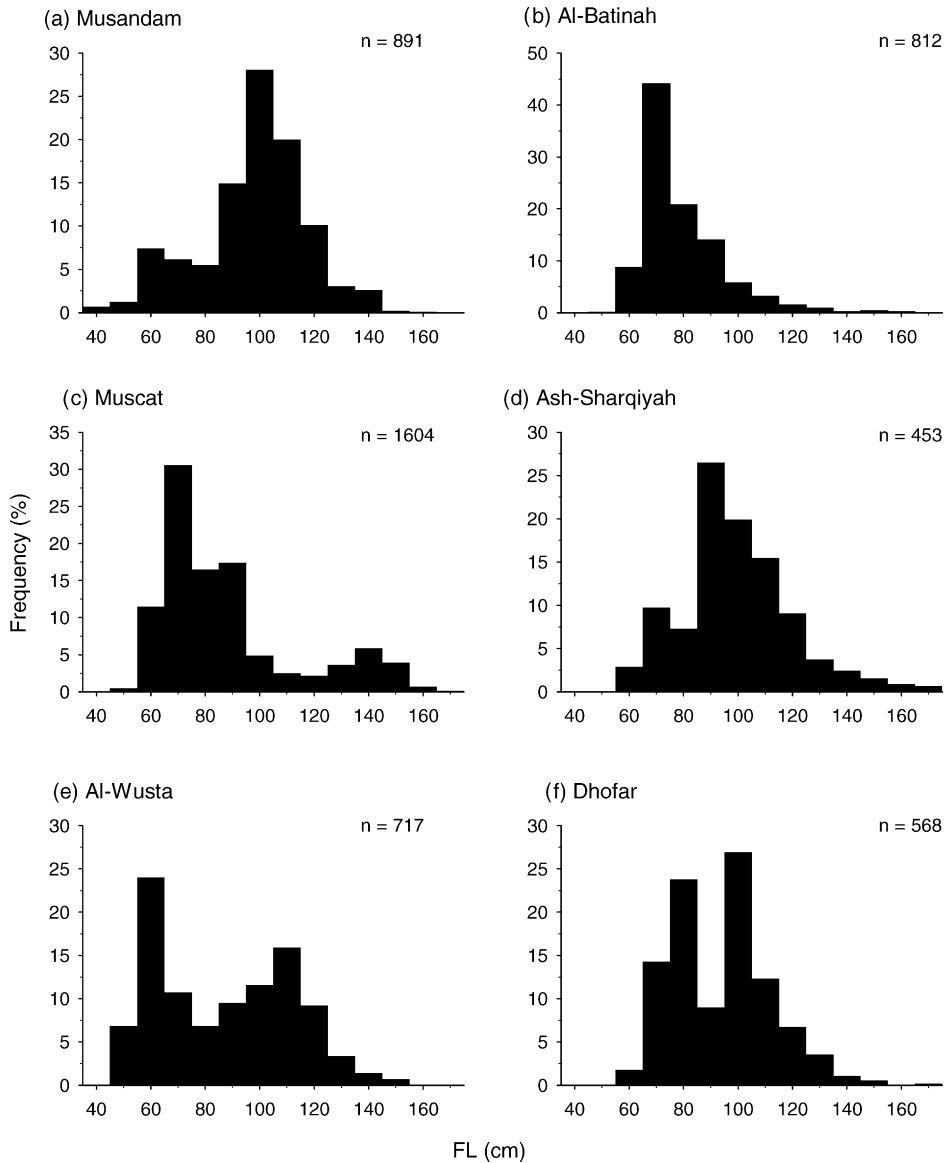 (a) Musandam
n = 891
30
25
20
15
10
5
0
40 60 80 100 120 140 160
(b) Al-Batinah
n = 812
50
40
30
20
10
0
40 60 80 100 120 140 160
(c) Muscat
n = 1604
35
30
25
20
15
10
5
0
40 60 80 100 120 140 160
(d) Ash-Sharqiyah
n = 453
30
25
20
15
10
5
0
40 60 80 100 120 140 160
Frequency (%)
(e) Al-Wusta
n = 717
30
25
20
15
10
5
0
40 60 80 100 120 140 160
(f) Dhofar
n = 568
30
25
20
15
10
5
0
40 60 80 100 120 140 160
FL (cm)